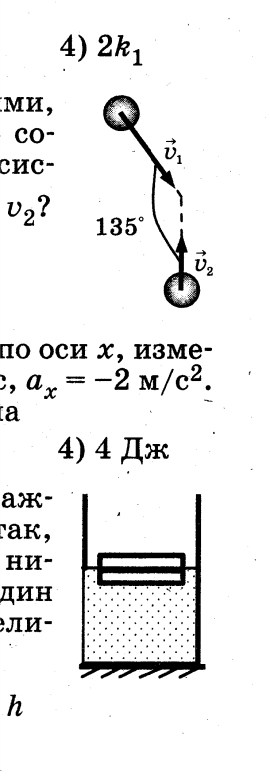 4) 2k₁
ими,
со-
сис-
v₂?
v⃗₁
135°
v⃗₂
по оси x, изме-
с, aₓ = −2 м/с².
на
4) 4 Дж
аж-
так,
ни-
дин
ели-
h